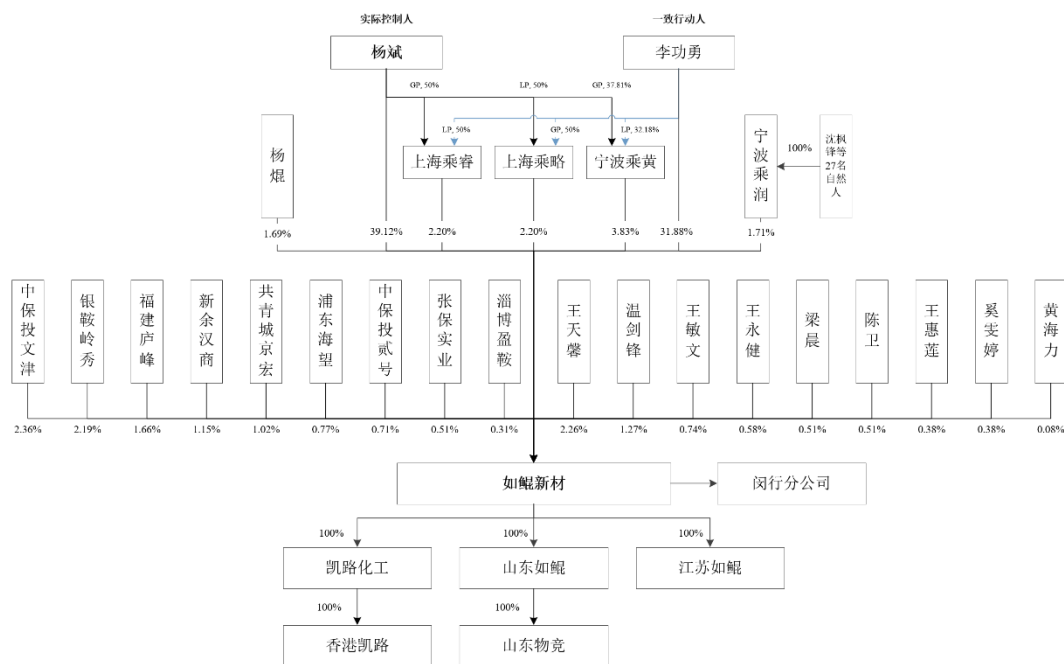 实际控制人
一致行动人
杨斌
李功勇
GP, 50%
LP, 50%
GP, 37.81%
LP, 50%
GP, 50%
LP, 32.18%
杨焜
上海乘睿
上海乘略
宁波乘黄
宁波乘润
100%
沈枫
锋等
27名
自然
人
1.69%
39.12%
2.20%
2.20%
3.83%
31.88%
1.71%
中保投文津
银鞍岭秀
福建庐峰
新余汉商
共青城京宏
浦东海望
中保投贰号
张保实业
淄博盈鞍
王天馨
温剑锋
王敏文
王永健
梁晨
陈卫
王惠莲
奚雯婷
黄海力
2.36%
2.19%
1.66%
1.15%
1.02%
0.77%
0.71%
0.51%
0.31%
2.26%
1.27%
0.74%
0.58%
0.51%
0.51%
0.38%
0.38%
0.08%
如鲲新材
闵行分公司
100%
100%
100%
凯路化工
山东如鲲
江苏如鲲
100%
100%
香港凯路
山东物竞